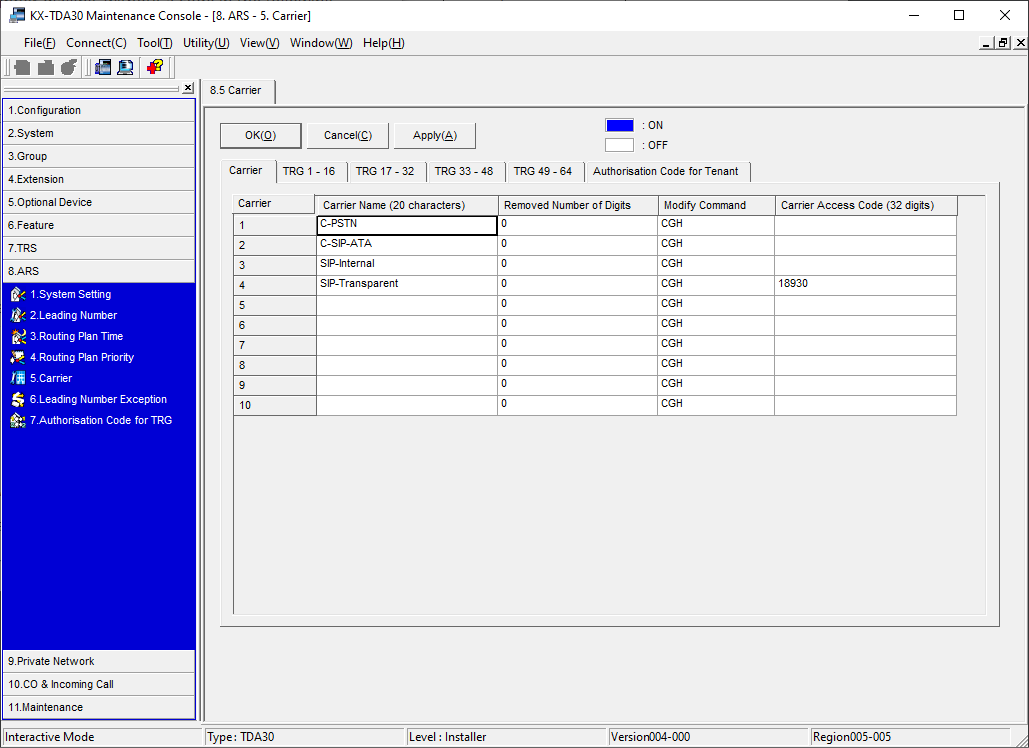 KX-TDA30 Maintenance Console - [8. ARS - 5. Carrier]
File(F) Connect(C) Tool(T) Utility(U) View(V) Window(W) Help(H)
8.5 Carrier
1.Configuration
2.System
3.Group
4.Extension
5.Optional Device
6.Feature
7.TRS
8.ARS
1.System Setting
2.Leading Number
3.Routing Plan Time
4.Routing Plan Priority
5.Carrier
6.Leading Number Exception
7.Authorisation Code for TRG
9.Private Network
10.CO & Incoming Call
11.Maintenance
OK(O) Cancel(C) Apply(A)
: ON
: OFF
Carrier TRG 1 - 16 TRG 17 - 32 TRG 33 - 48 TRG 49 - 64 Authorisation Code for Tenant
Carrier Carrier Name (20 characters) Removed Number of Digits Modify Command Carrier Access Code (32 digits)
1 C-PSTN 0 CGH
2 C-SIP-ATA 0 CGH
3 SIP-Internal 0 CGH
4 SIP-Transparent 0 CGH 18930
5 0 CGH
6 0 CGH
7 0 CGH
8 0 CGH
9 0 CGH
10 0 CGH
Interactive Mode Type : TDA30 Level : Installer Version004-000 Region005-005